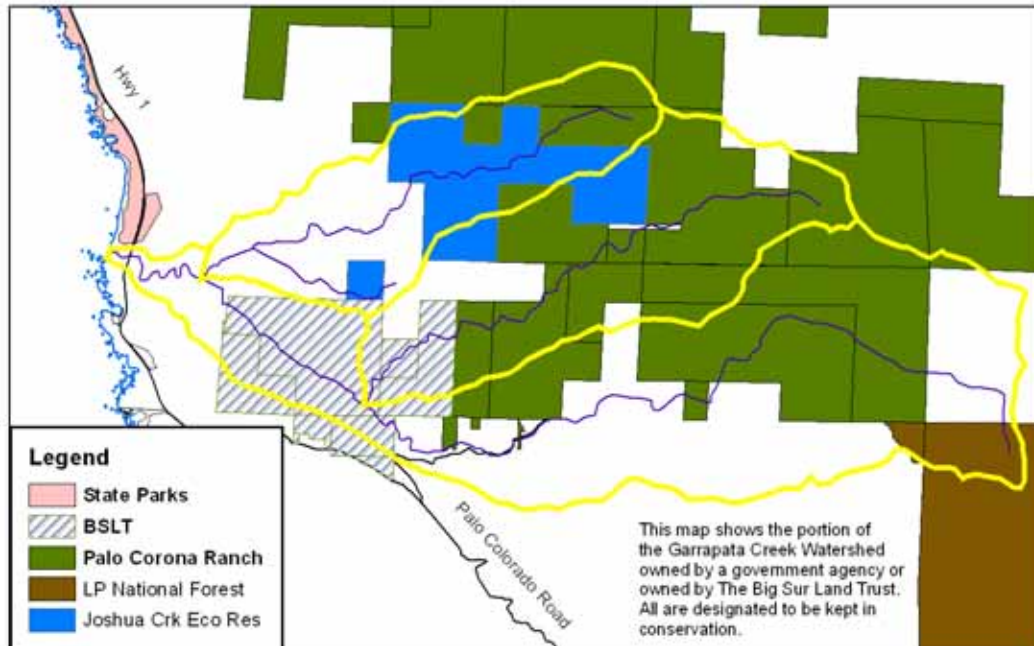 Hwy 1
Legend
State Parks
BSLT
Palo Corona Ranch
LP National Forest
Joshua Crk Eco Res
Palo Colorado Road
This map shows the portion of
the Garrapata Creek Watershed
owned by a government agency or
owned by The Big Sur Land Trust.
All are designated to be kept in
conservation.